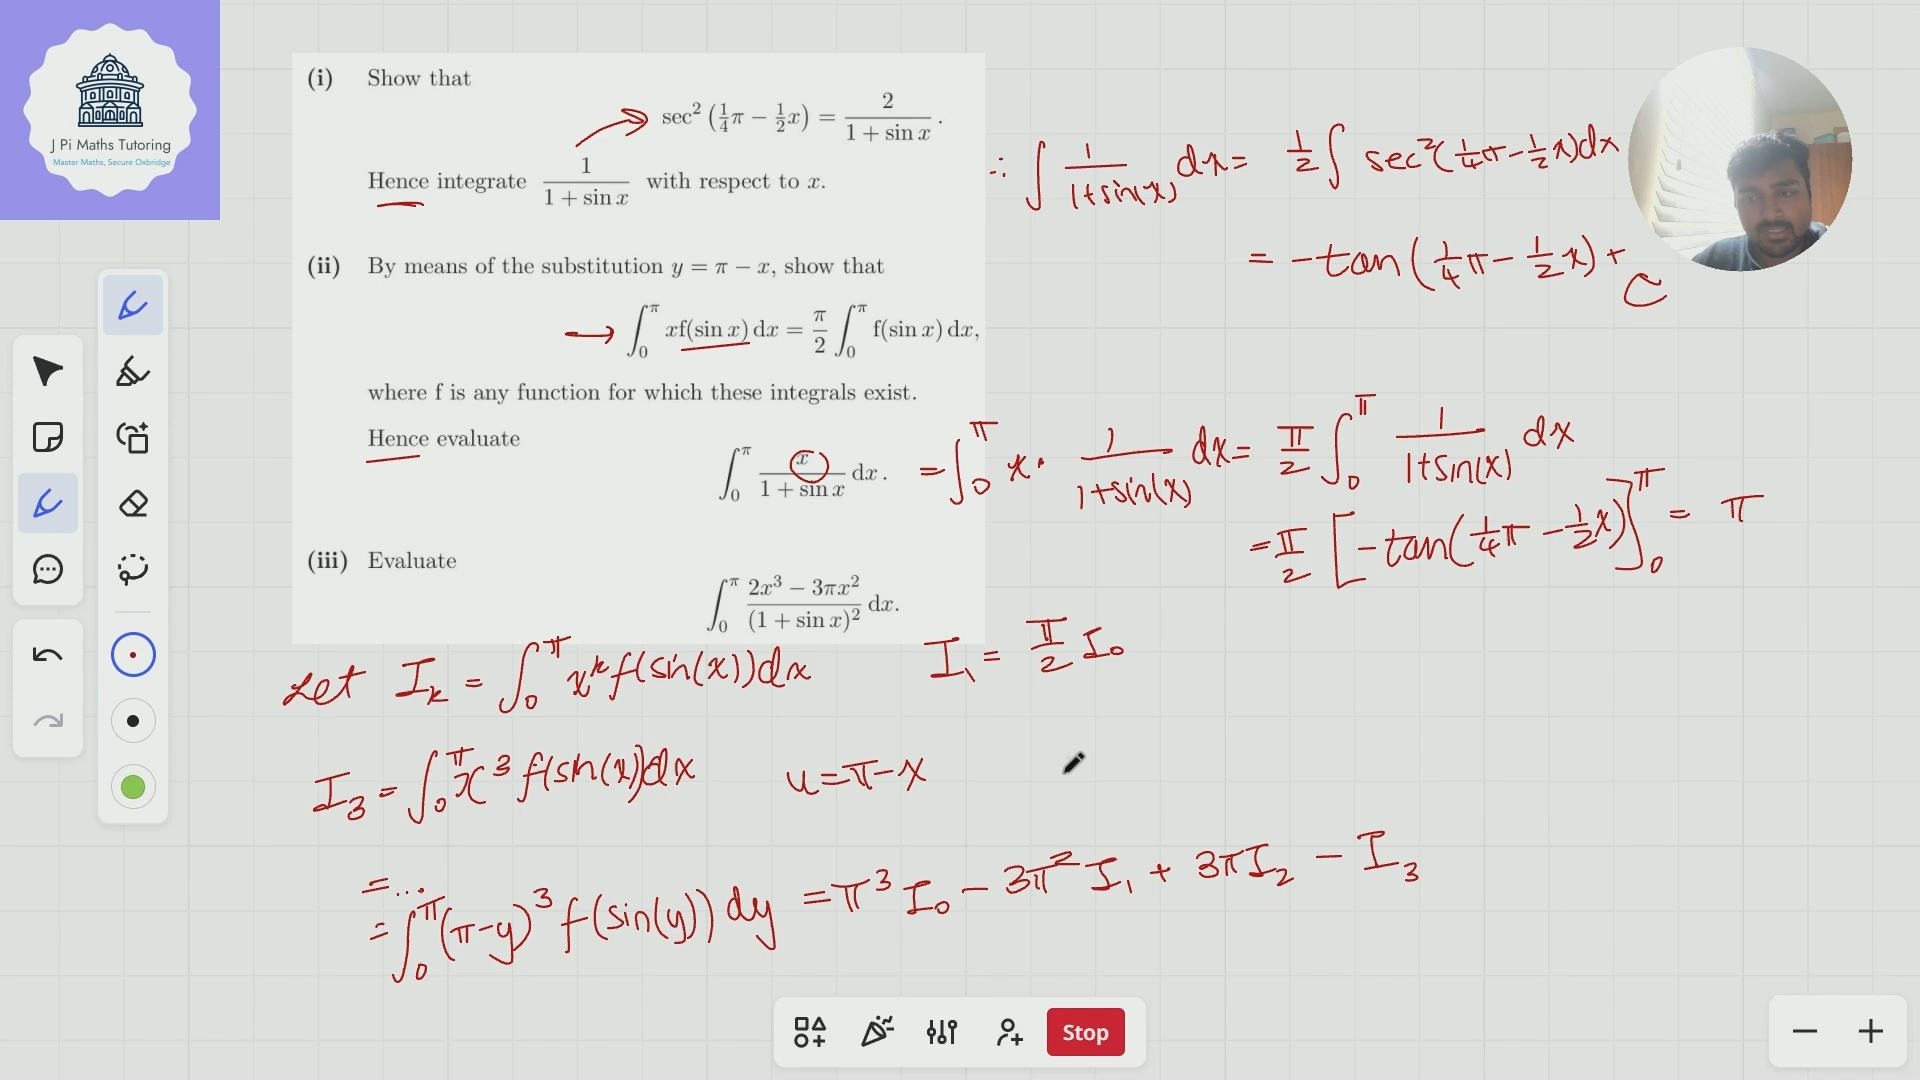 J Pi Maths Tutoring
Master Maths, Secure Oxbridge
(i) Show that
sec² (¼π − ½x) = 2/(1 + sin x) .
Hence integrate 1/(1 + sin x) with respect to x.
∴ ∫ 1/(1+sin(x)) dx = ½ ∫ sec²(¼π − ½x)dx
= −tan(¼π − ½x) + C
(ii) By means of the substitution y = π − x, show that
→ ∫₀^π xf(sin x) dx = π/2 ∫₀^π f(sin x) dx,
where f is any function for which these integrals exist.
Hence evaluate
∫₀^π x/(1 + sin x) dx .
= ∫₀^π x · 1/(1+sin(x)) dx = π/2 ∫₀^π 1/(1+sin(x)) dx
= π/2 [−tan(¼π − ½x)]₀^π = π
(iii) Evaluate
∫₀^π (2x³ − 3πx²)/(1 + sin x)² dx.
Let I_k = ∫₀^π x^k f(sin(x))dx
I₁ = π/2 I₀
I₃ = ∫₀^π x³ f(sin(x))dx
u = π − x
= ...
= ∫₀^π (π−y)³ f(sin(y)) dy = π³ I₀ − 3π² I₁ + 3π I₂ − I₃
Stop